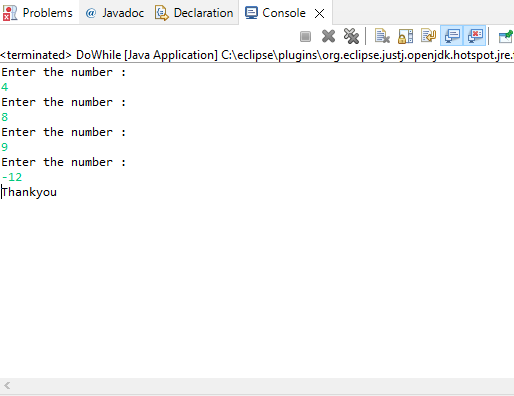 Problems @ Javadoc Declaration Console
<terminated> DoWhile [Java Application] C:\eclipse\plugins\org.eclipse.justj.openjdk.hotspot.jre.
Enter the number :
4
Enter the number :
8
Enter the number :
9
Enter the number :
-12
Thankyou